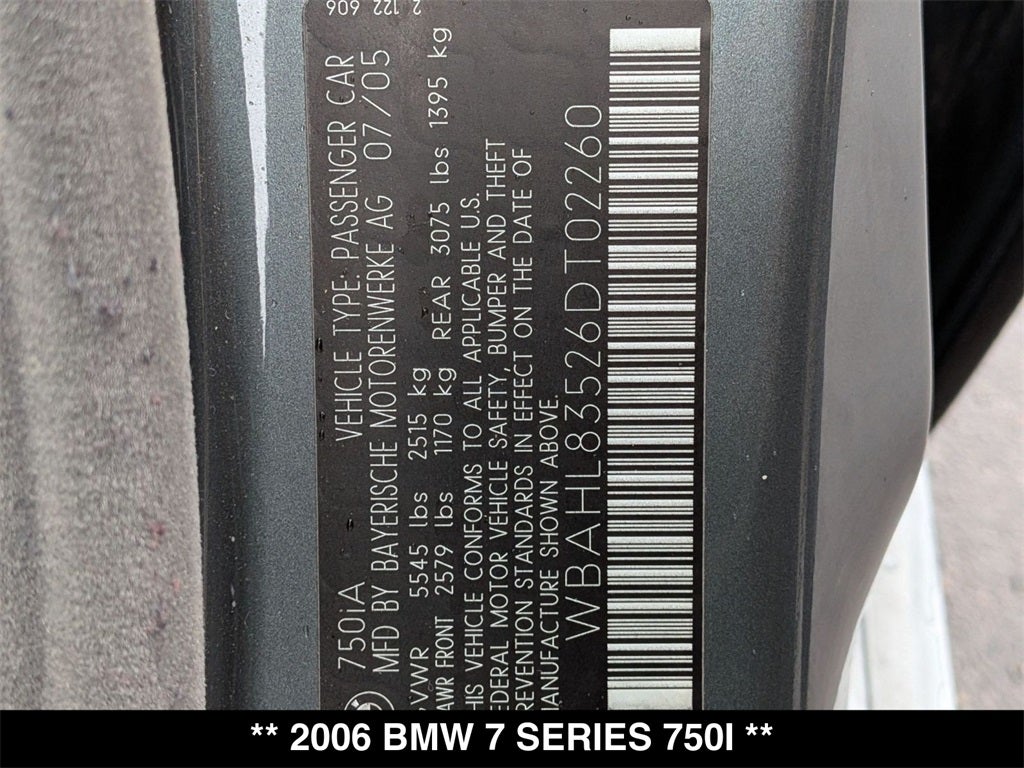 2 122 606
750iA VEHICLE TYPE: PASSENGER CAR
MFD BY BAYERISCHE MOTORENWERKE AG 07/05
VWR 5545 lbs 2515 kg
AWR FRONT 2579 lbs 1170 kg REAR 3075 lbs 1395 kg
HIS VEHICLE CONFORMS TO ALL APPLICABLE U.S.
EDERAL MOTOR VEHICLE SAFETY, BUMPER AND THEFT
REVENTION STANDARDS IN EFFECT ON THE DATE OF
MANUFACTURE SHOWN ABOVE.
WBAHL83526DT02260
** 2006 BMW 7 SERIES 750I **